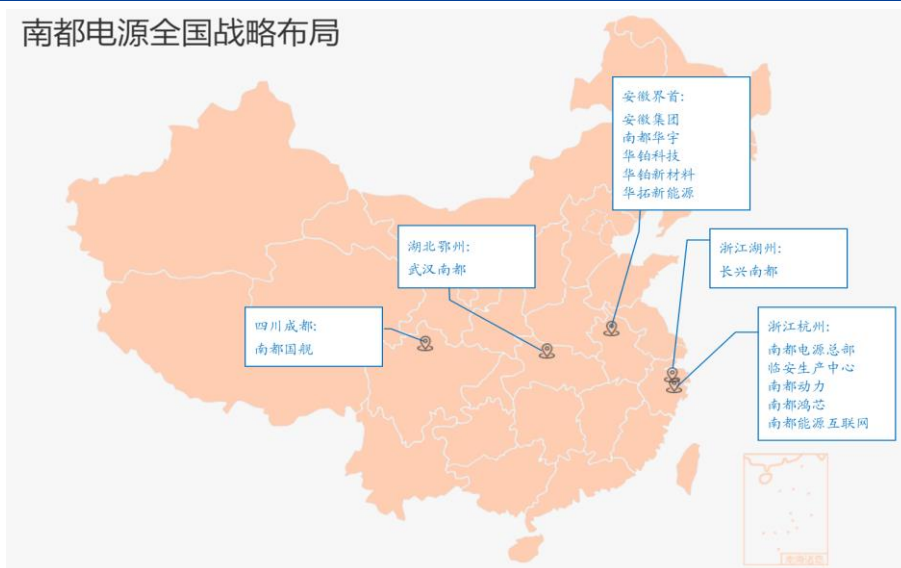 南都电源全国战略布局
安徽界首:
安徽集团
南都华宇
华铂科技
华铂新材料
华拓新能源
湖北鄂州:
武汉南都
浙江湖州:
长兴南都
四川成都:
南都国舰
浙江杭州:
南都电源总部
临安生产中心
南都动力
南都鸿芯
南都能源互联网
南海诸岛